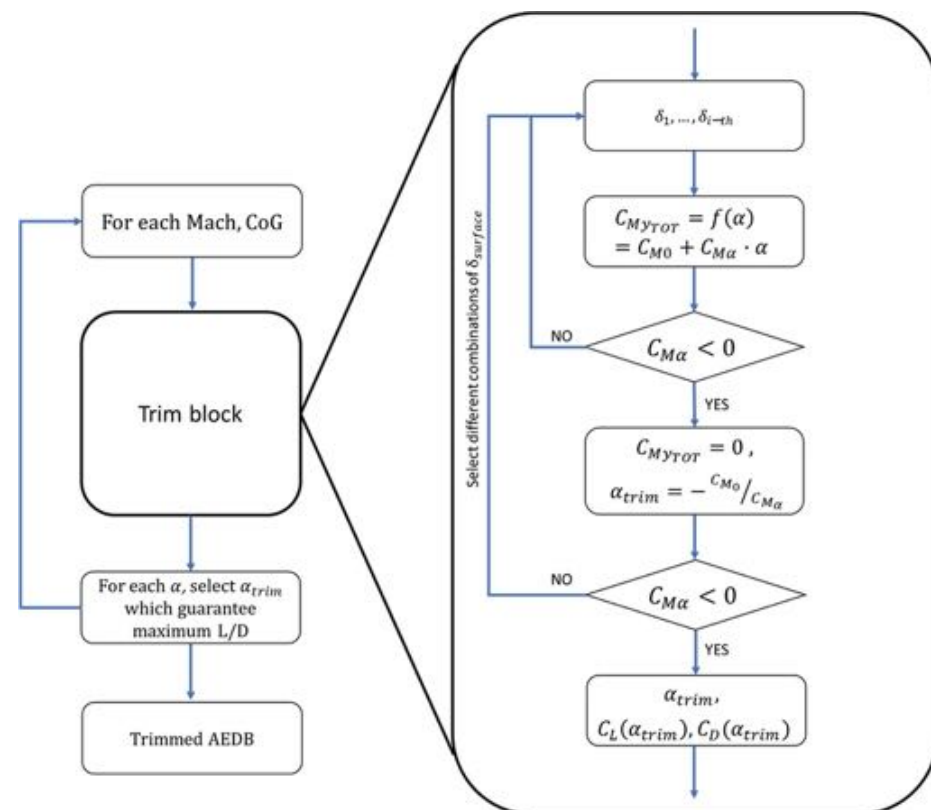 For each Mach, CoG
Trim block
For each α, select α_trim
which guarantee
maximum L/D
Trimmed AEDB
Select different combinations of δ_surface
δ_1, …, δ_i−th
C_My_TOT = f(α)
= C_M0 + C_Mα · α
C_Mα < 0
NO
YES
C_My_TOT = 0 ,
α_trim = − C_M_0/C_M_α
C_Mα < 0
NO
YES
α_trim,
C_L(α_trim), C_D(α_trim)